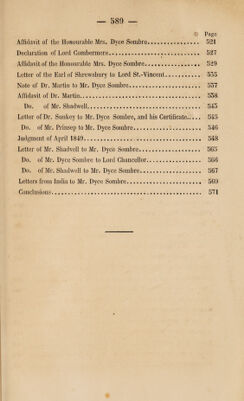 — 589 —
Page
Affidavit of the Honourable Mrs. Dyce Sombre 521
Declaration of Lord Combermere 527
Affidavit of the Honourable Mrs. Dyce Sombre 529
Letter of the Earl of Shrewsbury to Lord St.-Vincent 555
Note of Dr. Martin to Mr. Dyce Sombre 557
Affidavit of Dr. Martin 558
Do. of Mr. Shadwell 545
Letter of Dr. Sankey to Mr. Dyce Sombre, and his Certificate 545
Do. of Mr. Prinsep to Mr. Dyce Sombre 546
Judgment of April 1849 548
Letter of Mr. Shadwell to Mr. Dyce Sombre 565
Do. of Mr. Dyce Sombre to Lord Chancellor 566
Do. of Mr. Shadwell to Mr. Dyce Sombre 567
Letters from India to Mr. Dyce Sombre 569
Conclusions 571